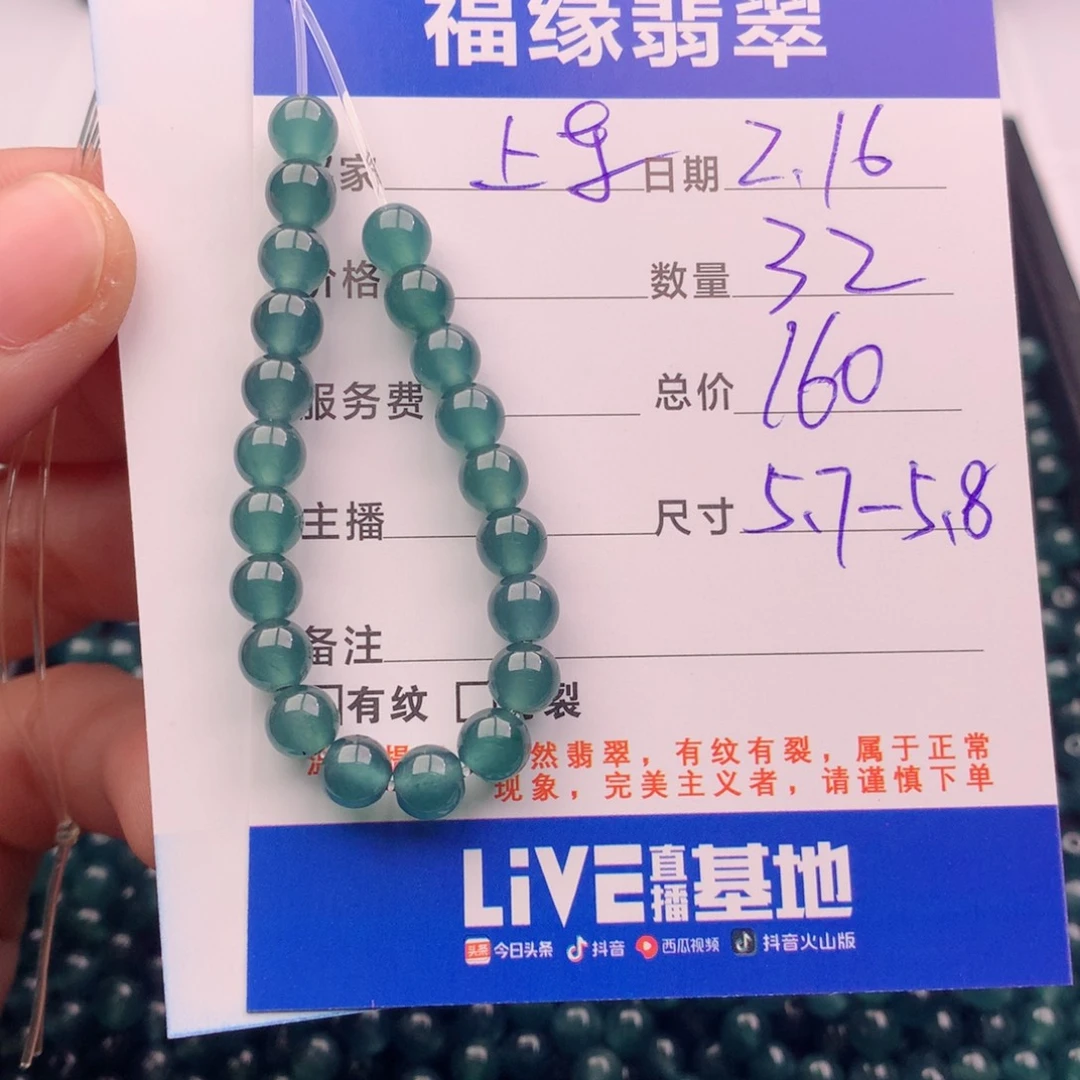 福缘翡翠
家 上 日期 2.16
价格 数量 32
服务费 总价 160
主播 尺寸 5.7-5.8
备注
有纹 裂
然翡翠，有纹有裂，属于正常
现象，完美主义者，请谨慎下单
LiVE直播基地
头条 今日头条 抖音 西瓜视频 抖音火山版